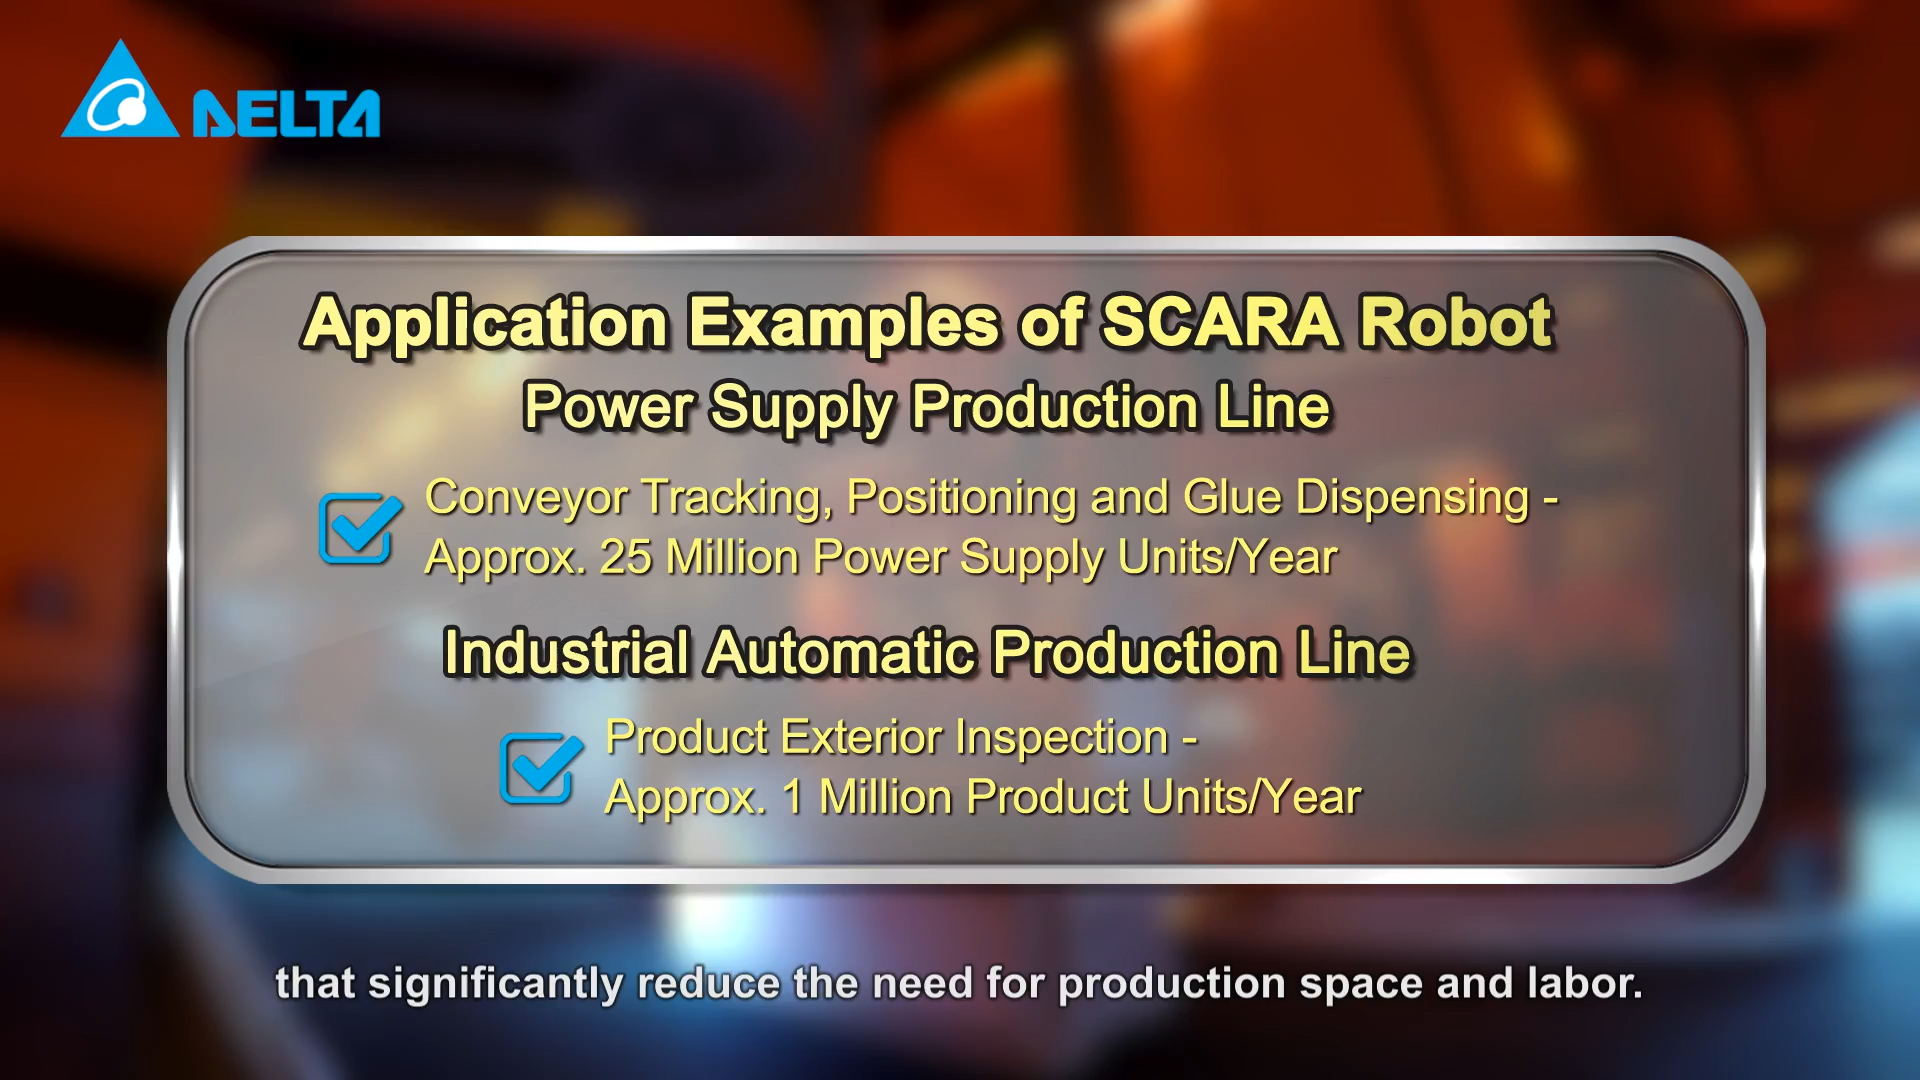 DELTA
Application Examples of SCARA Robot
Power Supply Production Line
Conveyor Tracking, Positioning and Glue Dispensing -
Approx. 25 Million Power Supply Units/Year
Industrial Automatic Production Line
Product Exterior Inspection -
Approx. 1 Million Product Units/Year
that significantly reduce the need for production space and labor.